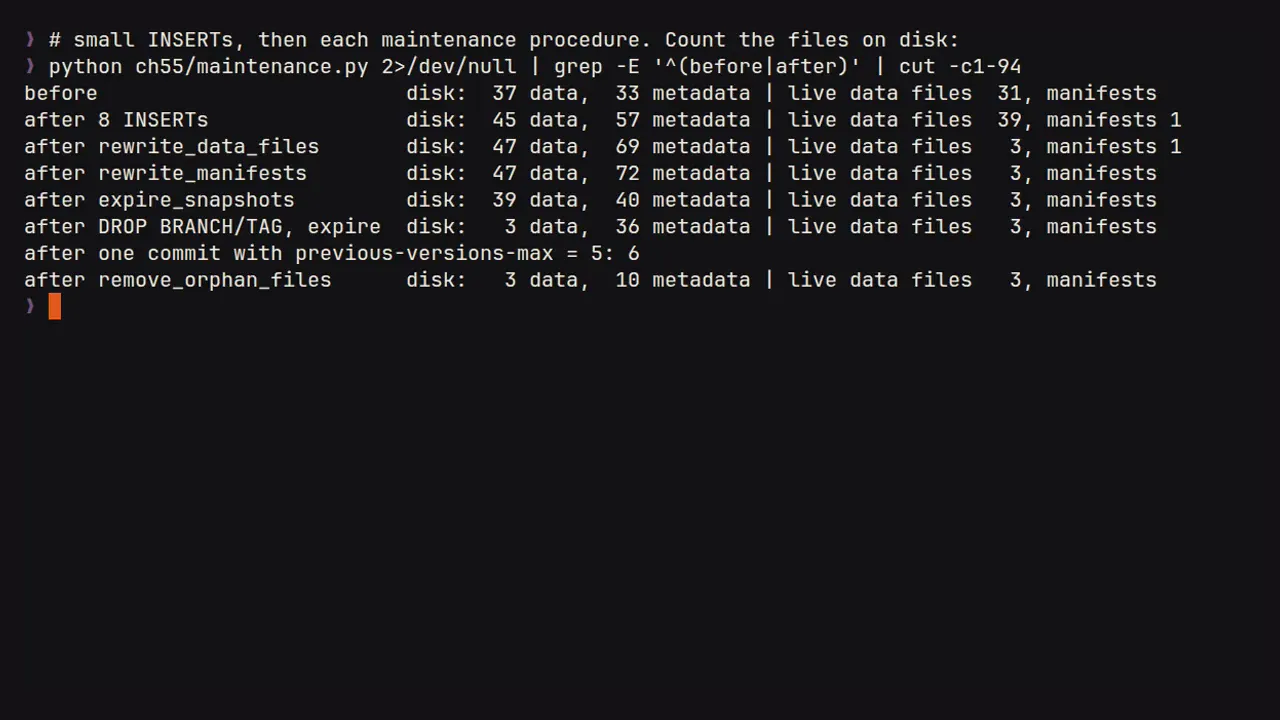 ❯ # small INSERTs, then each maintenance procedure. Count the files on disk:
❯ python ch55/maintenance.py 2>/dev/null | grep -E '^(before|after)' | cut -c1-94
before                         disk:  37 data,  33 metadata | live data files  31, manifests
after 8 INSERTs                disk:  45 data,  57 metadata | live data files  39, manifests 1
after rewrite_data_files       disk:  47 data,  69 metadata | live data files   3, manifests 1
after rewrite_manifests        disk:  47 data,  72 metadata | live data files   3, manifests
after expire_snapshots         disk:  39 data,  40 metadata | live data files   3, manifests
after DROP BRANCH/TAG, expire  disk:   3 data,  36 metadata | live data files   3, manifests
after one commit with previous-versions-max = 5: 6
after remove_orphan_files      disk:   3 data,  10 metadata | live data files   3, manifests
❯